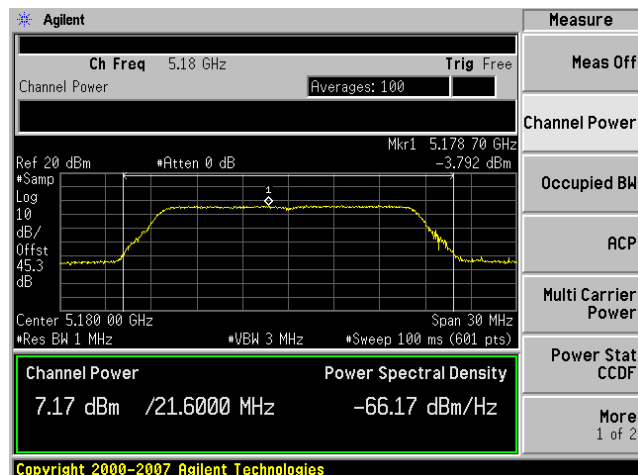 Agilent
Measure
Ch Freq 5.18 GHz Trig Free
Channel Power Averages: 100
Mkr1 5.178 70 GHz
Ref 20 dBm #Atten 0 dB -3.792 dBm
#Samp
Log
10
dB/
Offst
45.3
dB
1
Center 5.180 00 GHz Span 30 MHz
#Res BW 1 MHz #VBW 3 MHz #Sweep 100 ms (601 pts)
Channel Power Power Spectral Density
7.17 dBm /21.6000 MHz -66.17 dBm/Hz
Copyright 2000-2007 Agilent Technologies
Meas Off
Channel Power
Occupied BW
ACP
Multi Carrier
Power
Power Stat
CCDF
More
1 of 2